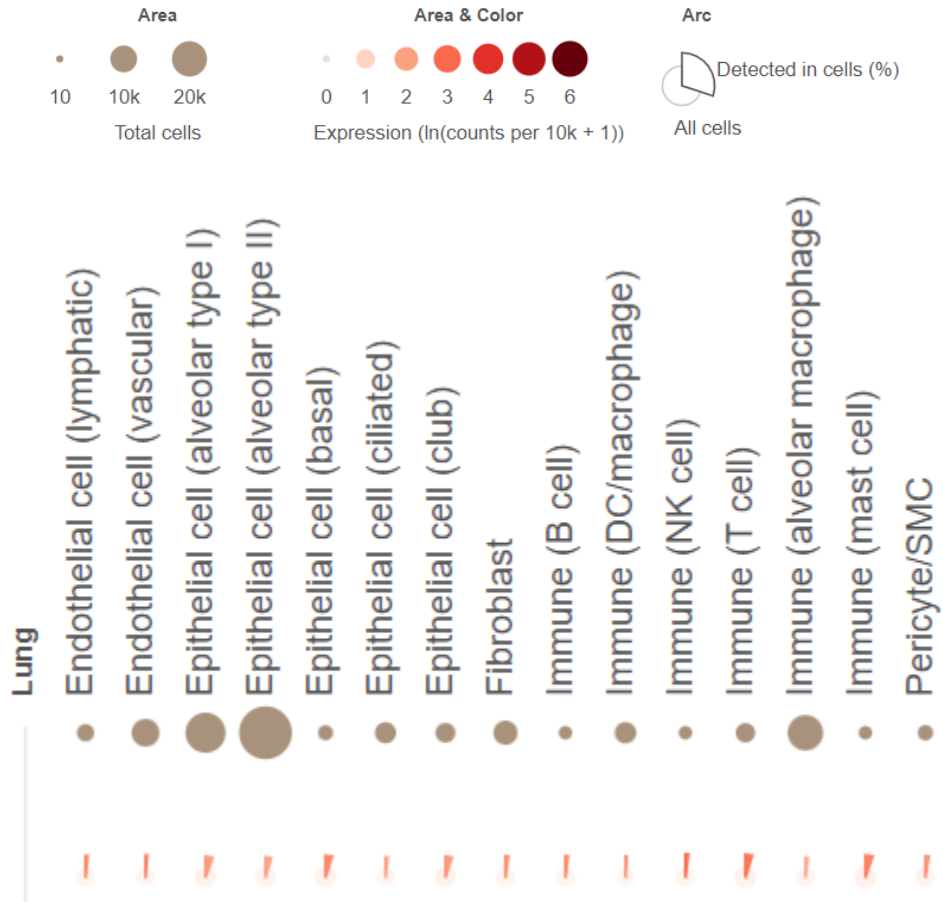 Area
Area & Color
Arc
Detected in cells (%)
10 10k 20k
0 1 2 3 4 5 6
Total cells
Expression (ln(counts per 10k + 1))
All cells
Lung
Endothelial cell (lymphatic)
Endothelial cell (vascular)
Epithelial cell (alveolar type I)
Epithelial cell (alveolar type II)
Epithelial cell (basal)
Epithelial cell (ciliated)
Epithelial cell (club)
Fibroblast
Immune (B cell)
Immune (DC/macrophage)
Immune (NK cell)
Immune (T cell)
Immune (alveolar macrophage)
Immune (mast cell)
Pericyte/SMC